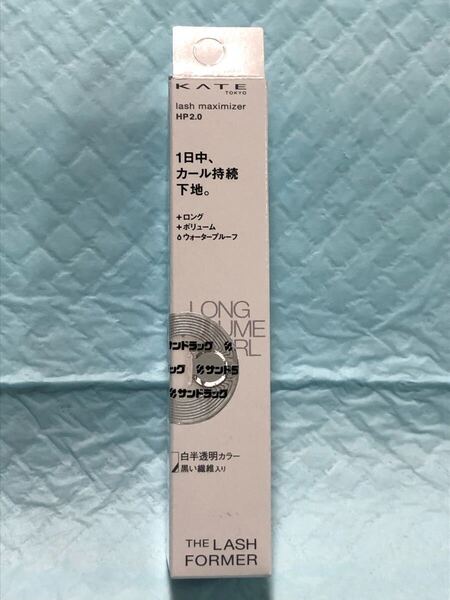 KATE
TOKYO
lash maximizer
HP2.0
1日中、
カール持続
下地。
+ロング
+ボリューム
6ウォータープルーフ
LONG
UME
RL
サンドラッグ
ック サンドラ
サンドラッグ
白半透明カラー
黒い繊維入り
THE LASH
FORMER